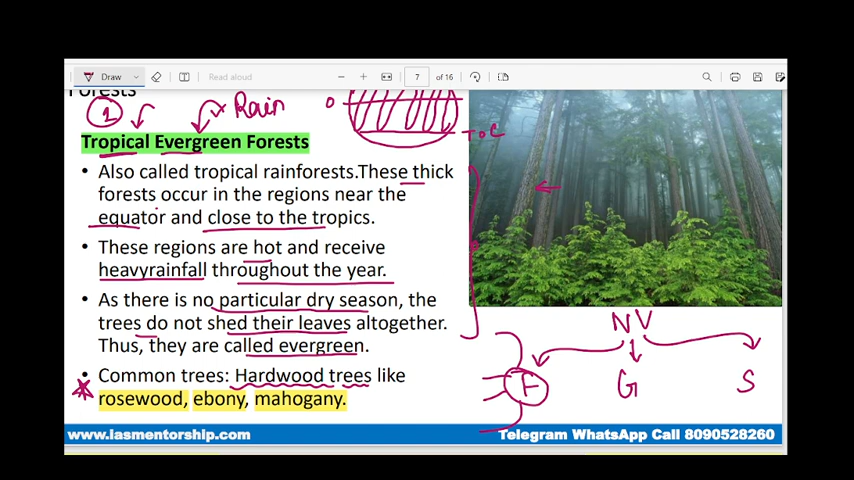 Draw
Read aloud
7
of 16
Forests
1
Rain
0
T.o.C
Tropical Evergreen Forests
• Also called tropical rainforests.These thick
forests occur in the regions near the
equator and close to the tropics.
• These regions are hot and receive
heavyrainfall throughout the year.
• As there is no particular dry season, the
trees do not shed their leaves altogether.
Thus, they are called evergreen.
• Common trees: Hardwood trees like
rosewood, ebony, mahogany.
NV
F
G
S
www.iasmentorship.com
Telegram WhatsApp Call 8090528260